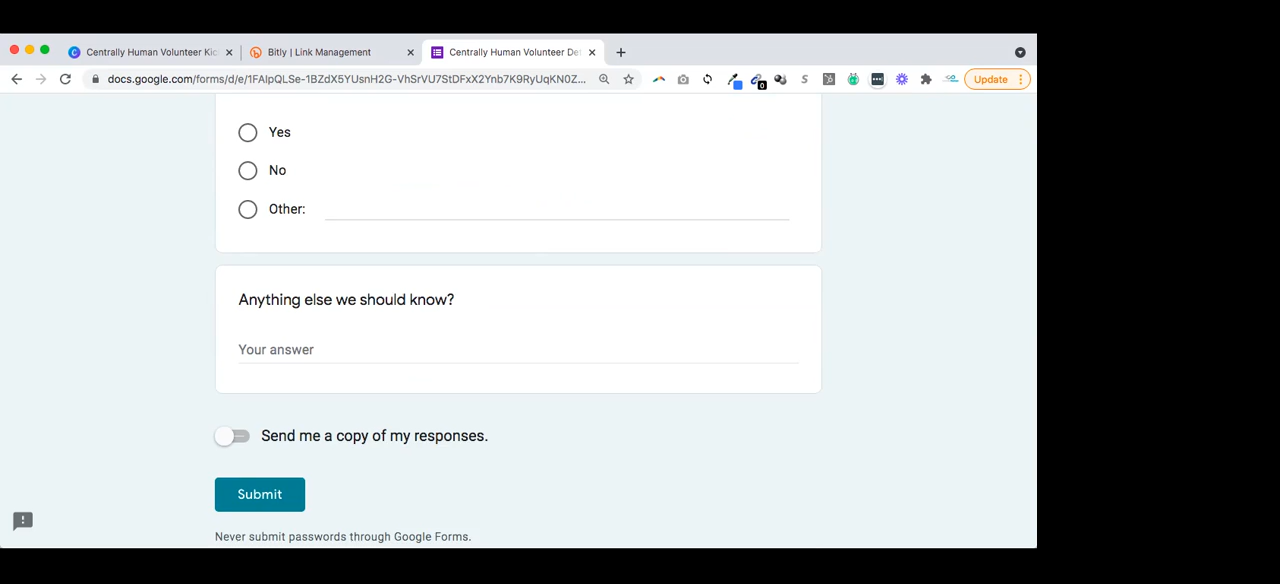 Centrally Human Volunteer Kic
Bitly | Link Management
Centrally Human Volunteer De
docs.google.com/forms/d/e/1FAIpQLSe-1BZdX5YUsnH2G-VhSrVU7StDFxX2Ynb7K9RyUqKN0Z...
0
S
Update
Yes
No
Other:
Anything else we should know?
Your answer
Send me a copy of my responses.
Submit
Never submit passwords through Google Forms.